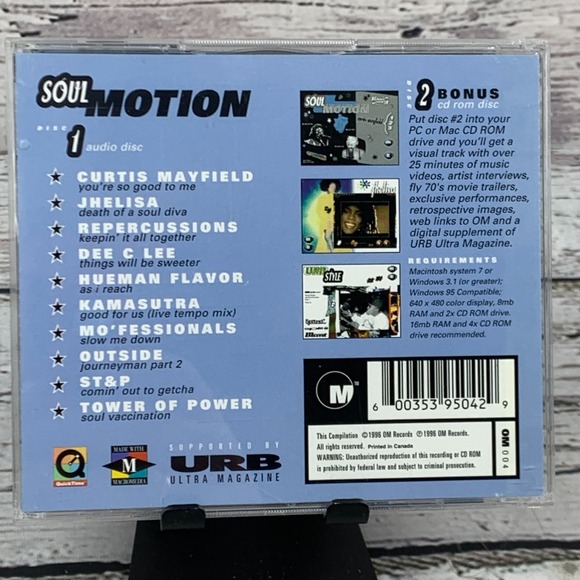 SOUL MOTION
DISC 1 audio disc
CURTIS MAYFIELD
you're so good to me
JHELISA
death of a soul diva
REPERCUSSIONS
keepin' it all together
DEE C LEE
things will be sweeter
HUEMAN FLAVOR
as i reach
KAMASUTRA
good for us (live tempo mix)
MO'FESSIONALS
slow me down
OUTSIDE
journeyman part 2
ST&P
comin' out to getcha
TOWER OF POWER
soul vaccination
QuickTime
MADE WITH
M
MACROMEDIA
SUPPORTED BY
URB
ULTRA MAGAZINE
SOUL
MOTION
STYLE
DISC 2 BONUS
cd rom disc
Put disc #2 into your
PC or Mac CD ROM
drive and you'll get a
visual track with over
25 minutes of music
videos, artist interviews,
fly 70's movie trailers,
exclusive performances,
retrospective images,
web links to OM and a
digital supplement of
URB Ultra Magazine.
REQUIREMENTS
Macintosh system 7 or
Windows 3.1 (or greater);
Windows 95 Compatible;
640 x 480 color display, 8mb
RAM and 2x CD ROM drive.
16mb RAM and 4x CD ROM
drive recommended.
M
6 00353 95042 9
OM 004
This Compilation ©1996 OM Records. ℗1996 OM Records.
All rights reserved. Printed in Canada
WARNING: Unauthorized reproduction of this recording or CD ROM
is prohibited by federal law and subject to criminal prosecution.